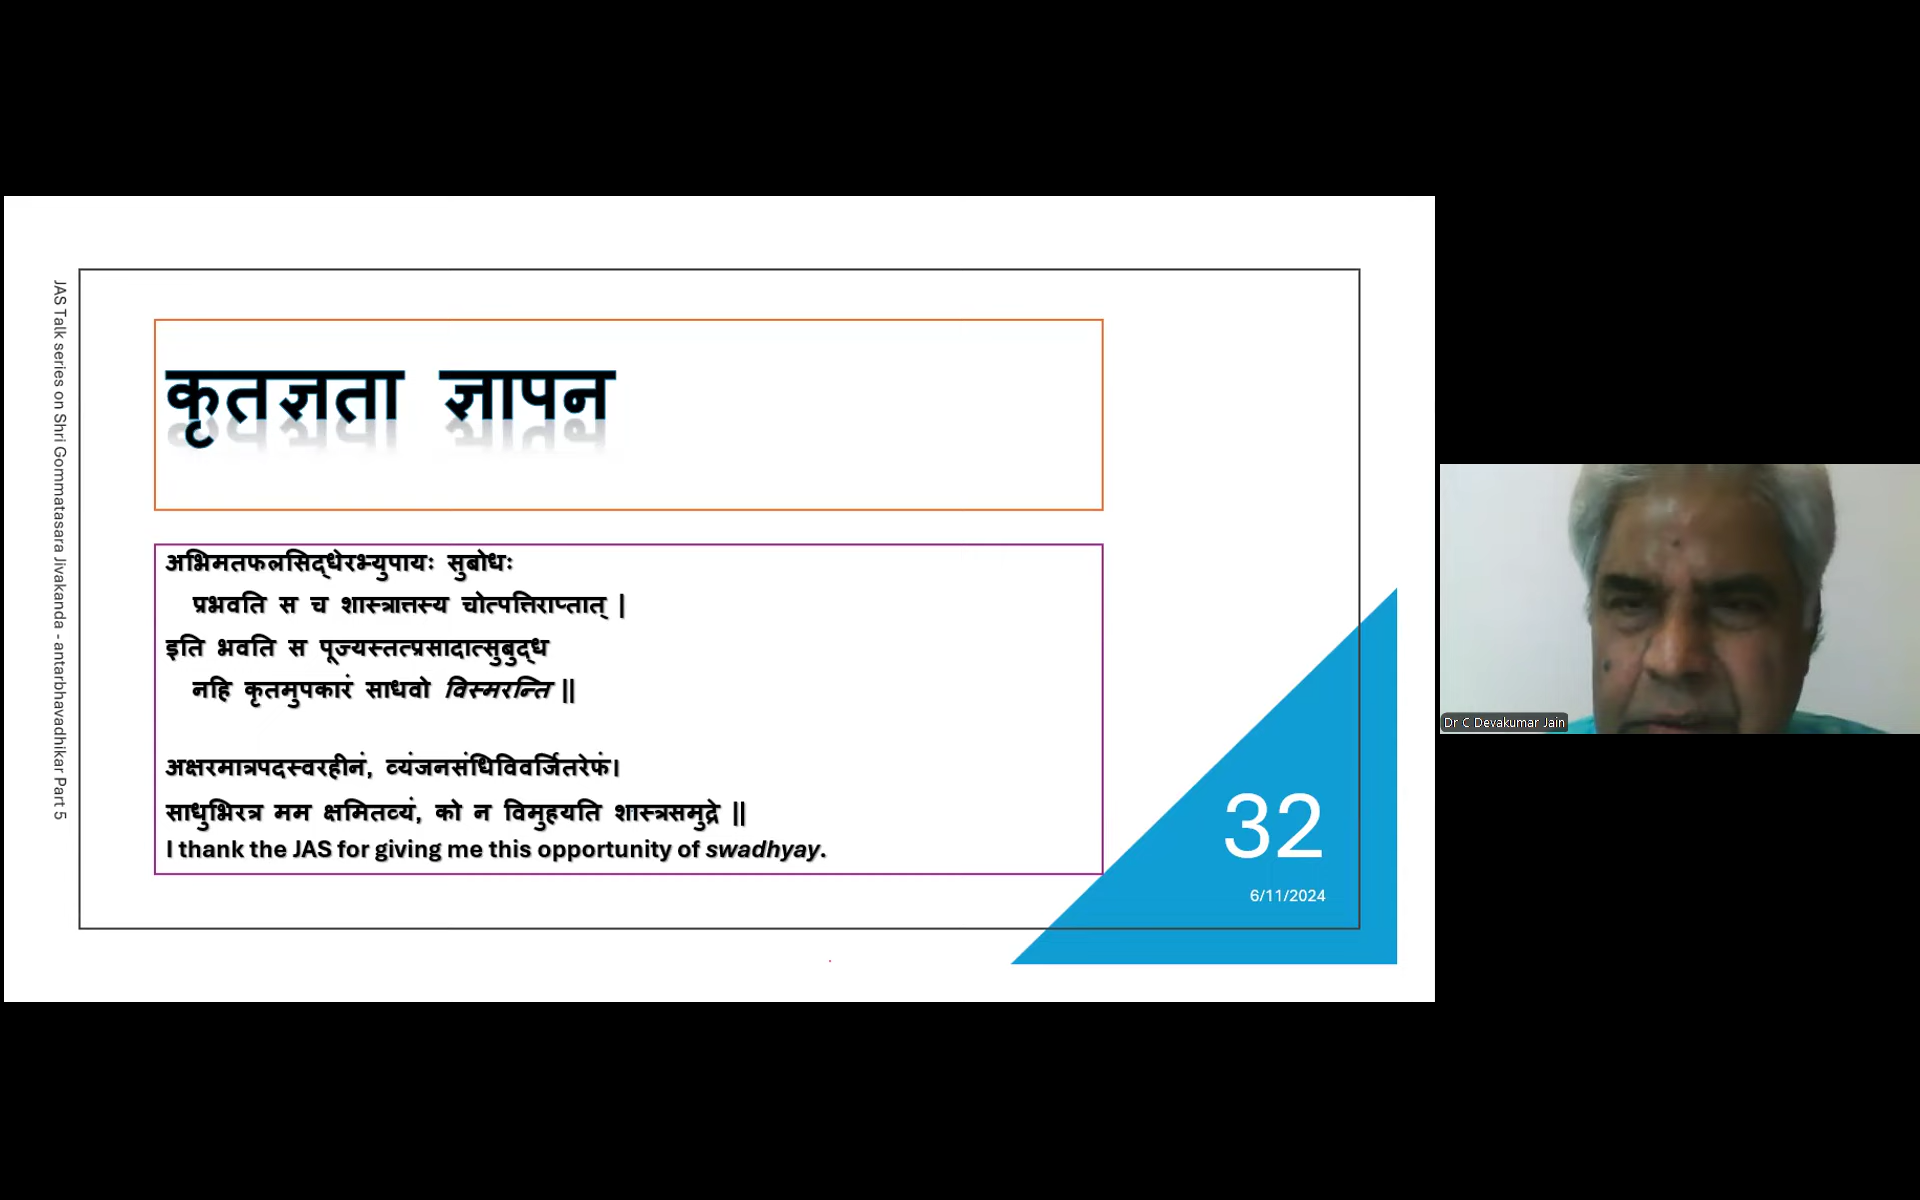 JAS Talk series on Shri Gommatasara Jivakanda - antarbhavadhikar Part 5
कृतज्ञता ज्ञापन
अभिमतफलसिद्धेरभ्युपायः सुबोधः
प्रभवति स च शास्त्रात्तस्य चोत्पत्तिराप्तात् |
इति भवति स पूज्यस्तत्प्रसादात्सुबुद्ध
नहि कृतमुपकारं साधवो विस्मरन्ति ||
अक्षरमात्रपदस्वरहीनं, व्यंजनसंधिविवर्जितरेफं।
साधुभिरत्र मम क्षमितव्यं, को न विमुहयति शास्त्रसमुद्रे ||
I thank the JAS for giving me this opportunity of swadhyay.
32
6/11/2024
Dr C Devakumar Jain